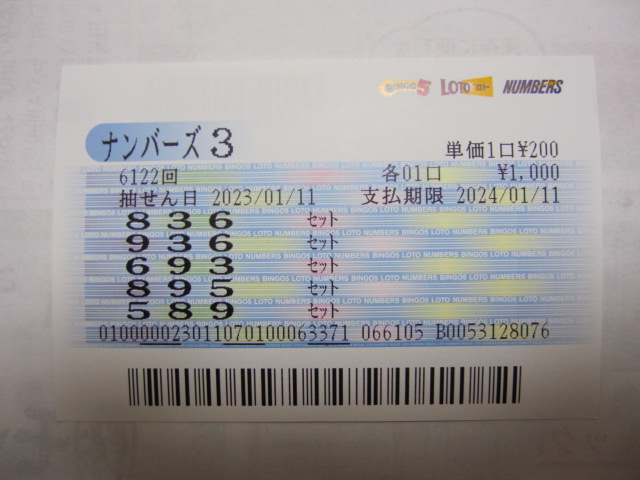 BINGO5 LOTO ロト NUMBERS
ナンバーズ3 単価1口¥200
6122回 各01口 ¥1,000
抽せん日 2023/01/11 支払期限 2024/01/11
836 セット
936 セット
693 セット
895 セット
589 セット
010000023011070100063371 066105 B0053128076